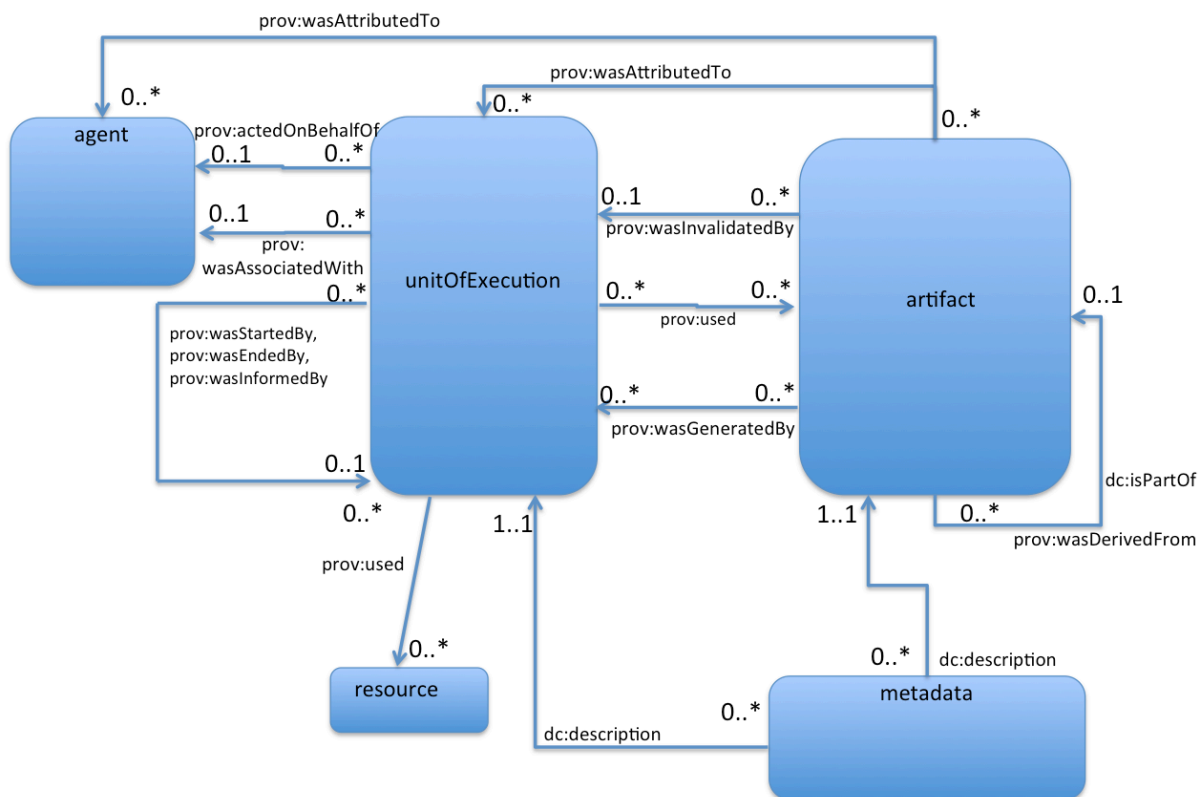 prov:wasAttributedTo
prov:wasAttributedTo
0..*
0..*
0..*
agent
prov:actedOnBehalfOf
0..1
0..*
0..1
0..*
prov:
wasAssociatedWith
0..*
unitOfExecution
0..1
0..*
prov:wasInvalidatedBy
0..*
0..*
prov:used
artifact
0..1
prov:wasStartedBy,
prov:wasEndedBy,
prov:wasInformedBy
0..*
0..*
prov:wasGeneratedBy
0..1
0..*
1..1
1..1
0..*
dc:isPartOf
prov:wasDerivedFrom
prov:used
0..*
resource
0..*
dc:description
metadata
0..*
dc:description